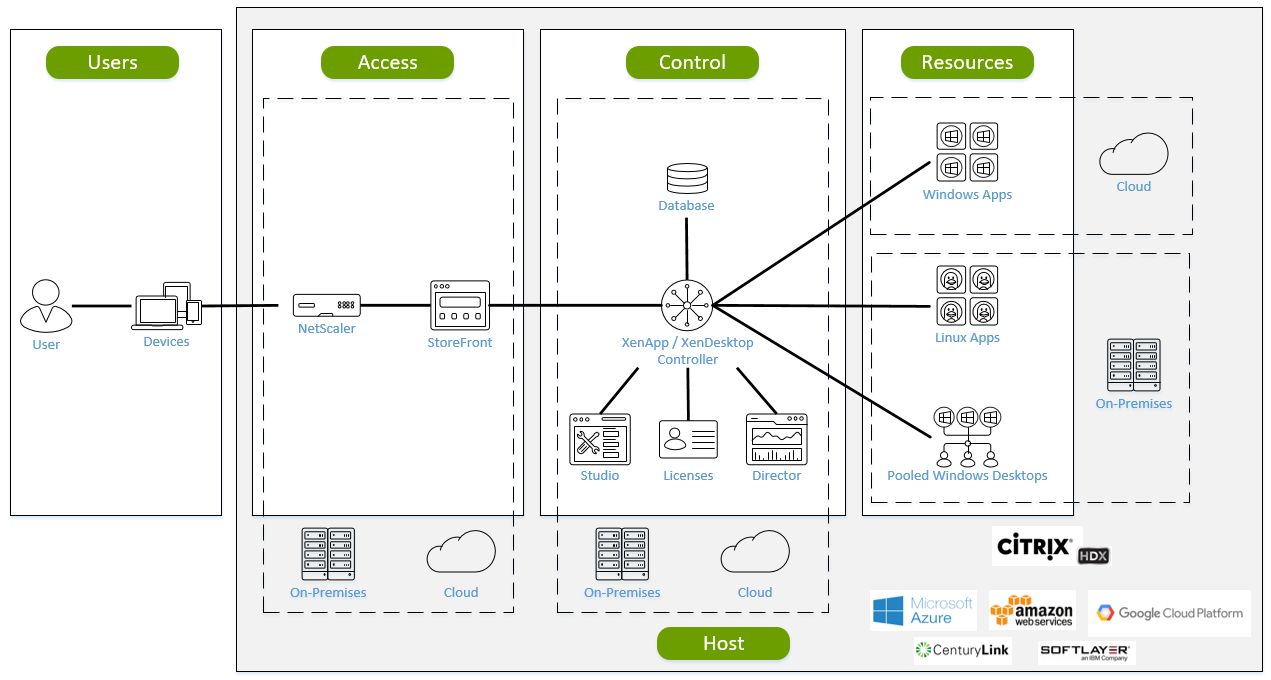 Users
Access
Control
Resources
Database
Windows Apps
Cloud
User
Devices
NetScaler
StoreFront
XenApp / XenDesktop
Controller
Linux Apps
On-Premises
Studio
Licenses
Director
Pooled Windows Desktops
On-Premises
Cloud
On-Premises
Cloud
CITRIX®
HDX
Microsoft
Azure
amazon
webservices
Google Cloud Platform
Host
CenturyLink
SOFTLAYER®
an IBM Company